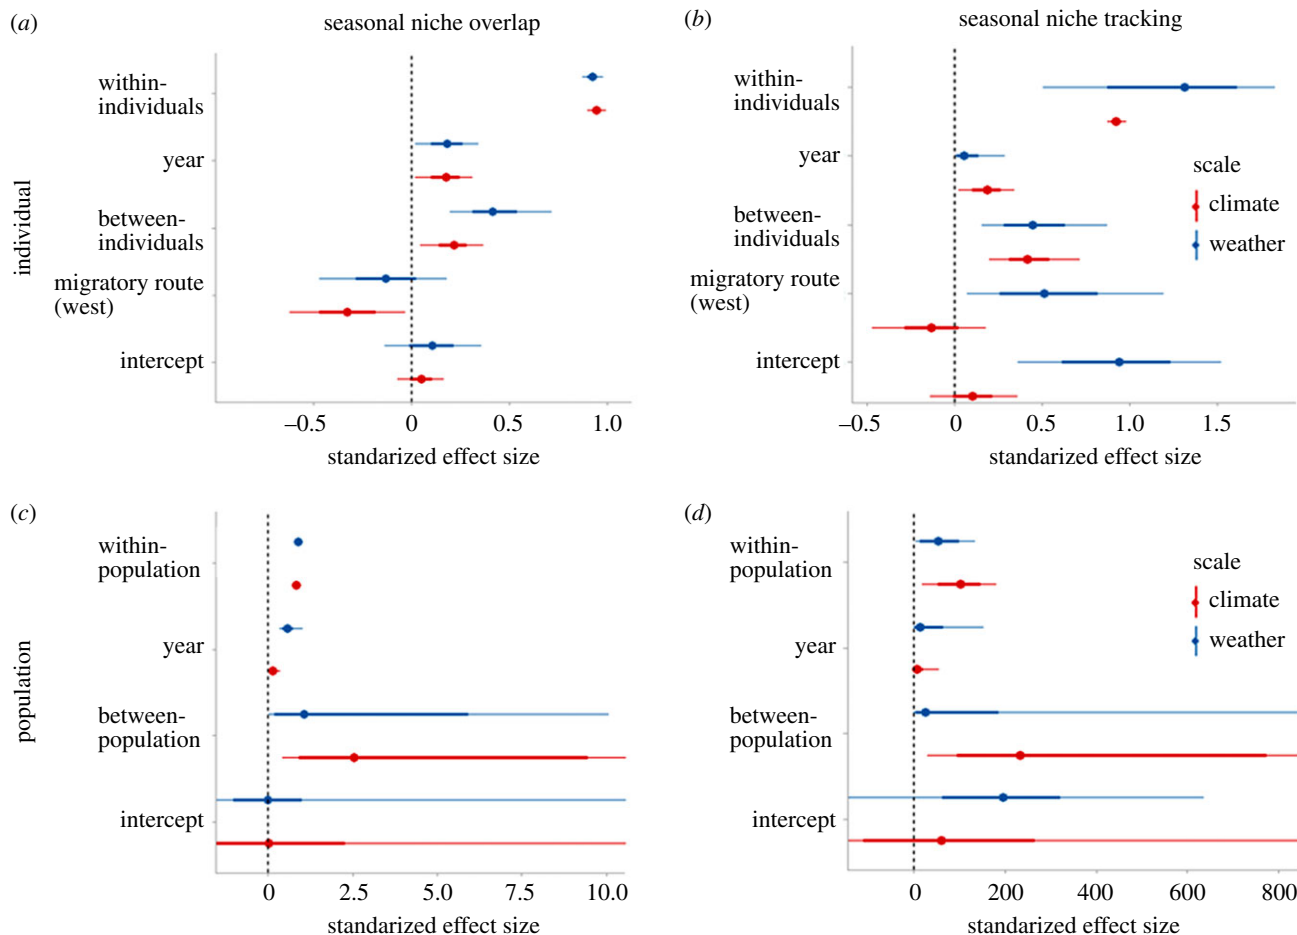 (a)
seasonal niche overlap
individual
within-
individuals
year
between-
individuals
migratory route
(west)
intercept
–0.5 0 0.5 1.0
standarized effect size
(b)
seasonal niche tracking
within-
individuals
year
between-
individuals
migratory route
(west)
intercept
scale
climate
weather
–0.5 0 0.5 1.0 1.5
standarized effect size
(c)
population
within-
population
year
between-
population
intercept
0 2.5 5.0 7.5 10.0
standarized effect size
(d)
within-
population
year
between-
population
intercept
scale
climate
weather
0 200 400 600 800
standarized effect size